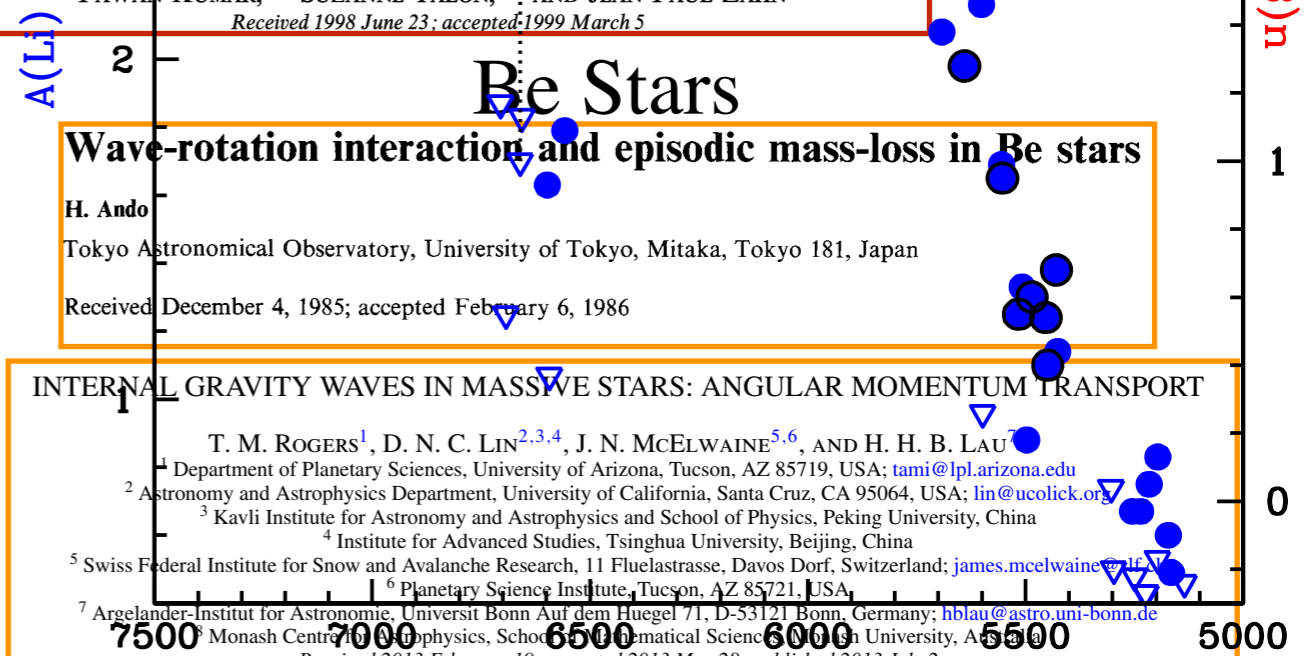 Received 1998 June 23; accepted 1999 March 5
A(Li)
2
Be Stars
Wave-rotation interaction and episodic mass-loss in Be stars
1
H. Ando
Tokyo Astronomical Observatory, University of Tokyo, Mitaka, Tokyo 181, Japan
Received December 4, 1985; accepted February 6, 1986
INTERNAL GRAVITY WAVES IN MASSIVE STARS: ANGULAR MOMENTUM TRANSPORT
1
T. M. ROGERS1, D. N. C. LIN2,3,4, J. N. MCELWAINE5,6, AND H. H. B. LAU7
1 Department of Planetary Sciences, University of Arizona, Tucson, AZ 85719, USA; tami@lpl.arizona.edu
2 Astronomy and Astrophysics Department, University of California, Santa Cruz, CA 95064, USA; lin@ucolick.org
0
3 Kavli Institute for Astronomy and Astrophysics and School of Physics, Peking University, China
4 Institute for Advanced Studies, Tsinghua University, Beijing, China
5 Swiss Federal Institute for Snow and Avalanche Research, 11 Fluelastrasse, Davos Dorf, Switzerland;
6 Planetary Science Institute, Tucson, AZ 85721, USA
7 Argelander-Institut for Astronomie, Universit Bonn Auf dem Huegel 71, D-53121 Bonn, Germany; hblau@astro.uni-bonn.de
8 Monash Centre for Astrophysics, School of Mathematical Sciences, Monash University, Australia
7500 7000 6500 6000 5500 5000